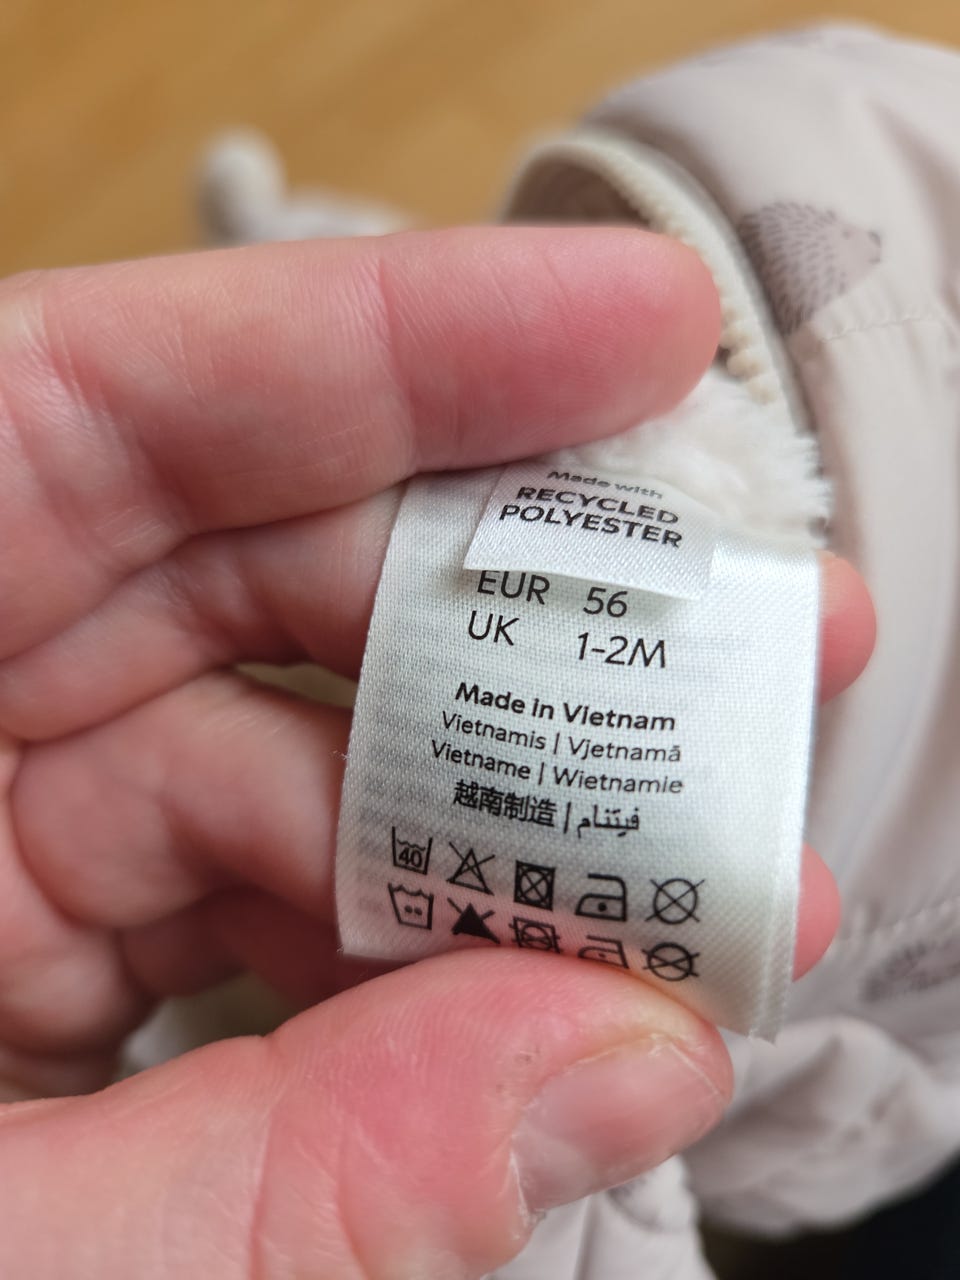 Made with
RECYCLED
POLYESTER
EUR 56
UK 1-2M
Made in Vietnam
Vietnamis | Vjetnamā
Vietname | Wietnamie
越南制造 | فيتنام
40